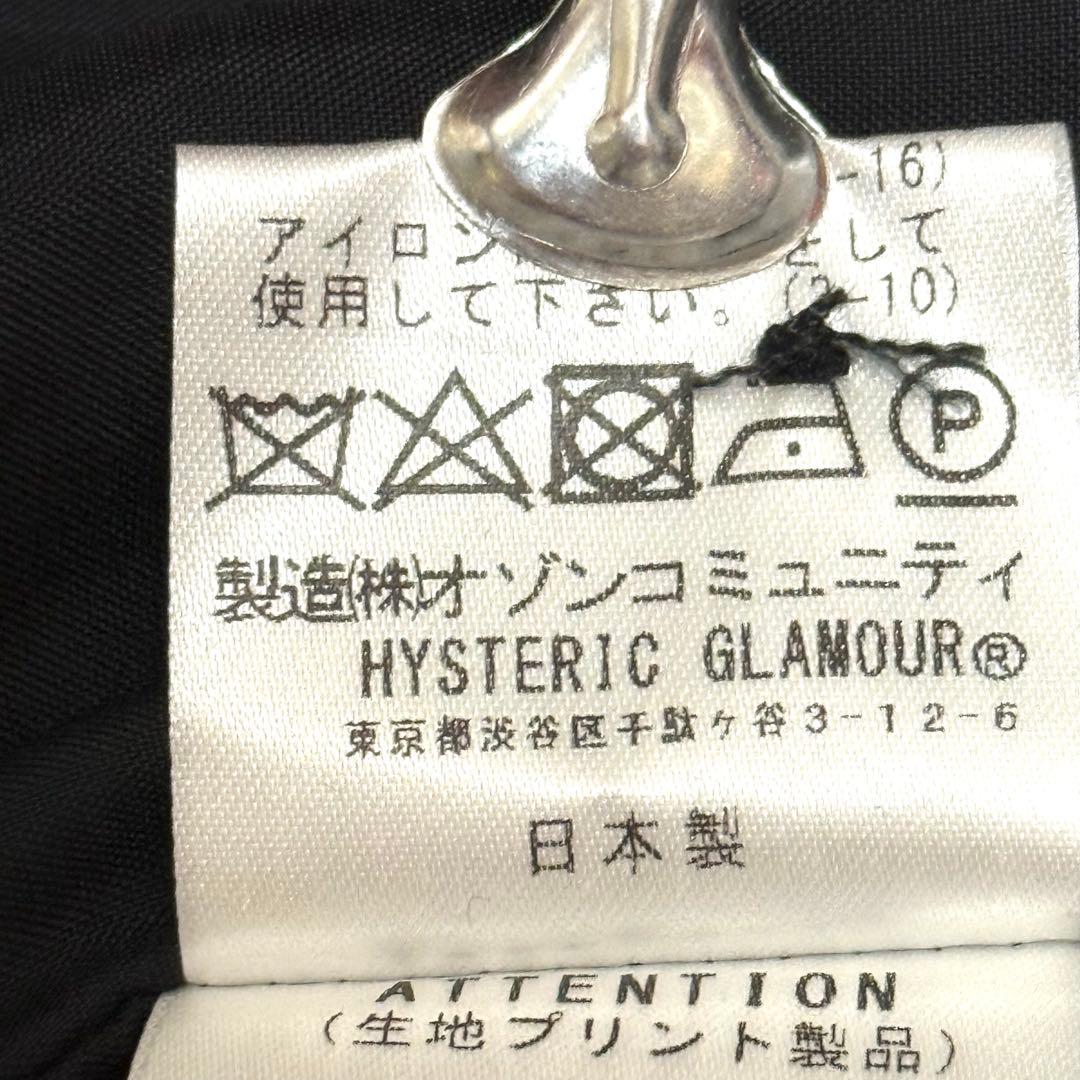 -16)
アイロン をして
使用して下さい。(2-10)
P
製造(株)オゾンコミュニティ
HYSTERIC GLAMOUR®
東京都渋谷区千駄ヶ谷3-12-6
日本製
ATTENTION
(生地プリント製品)